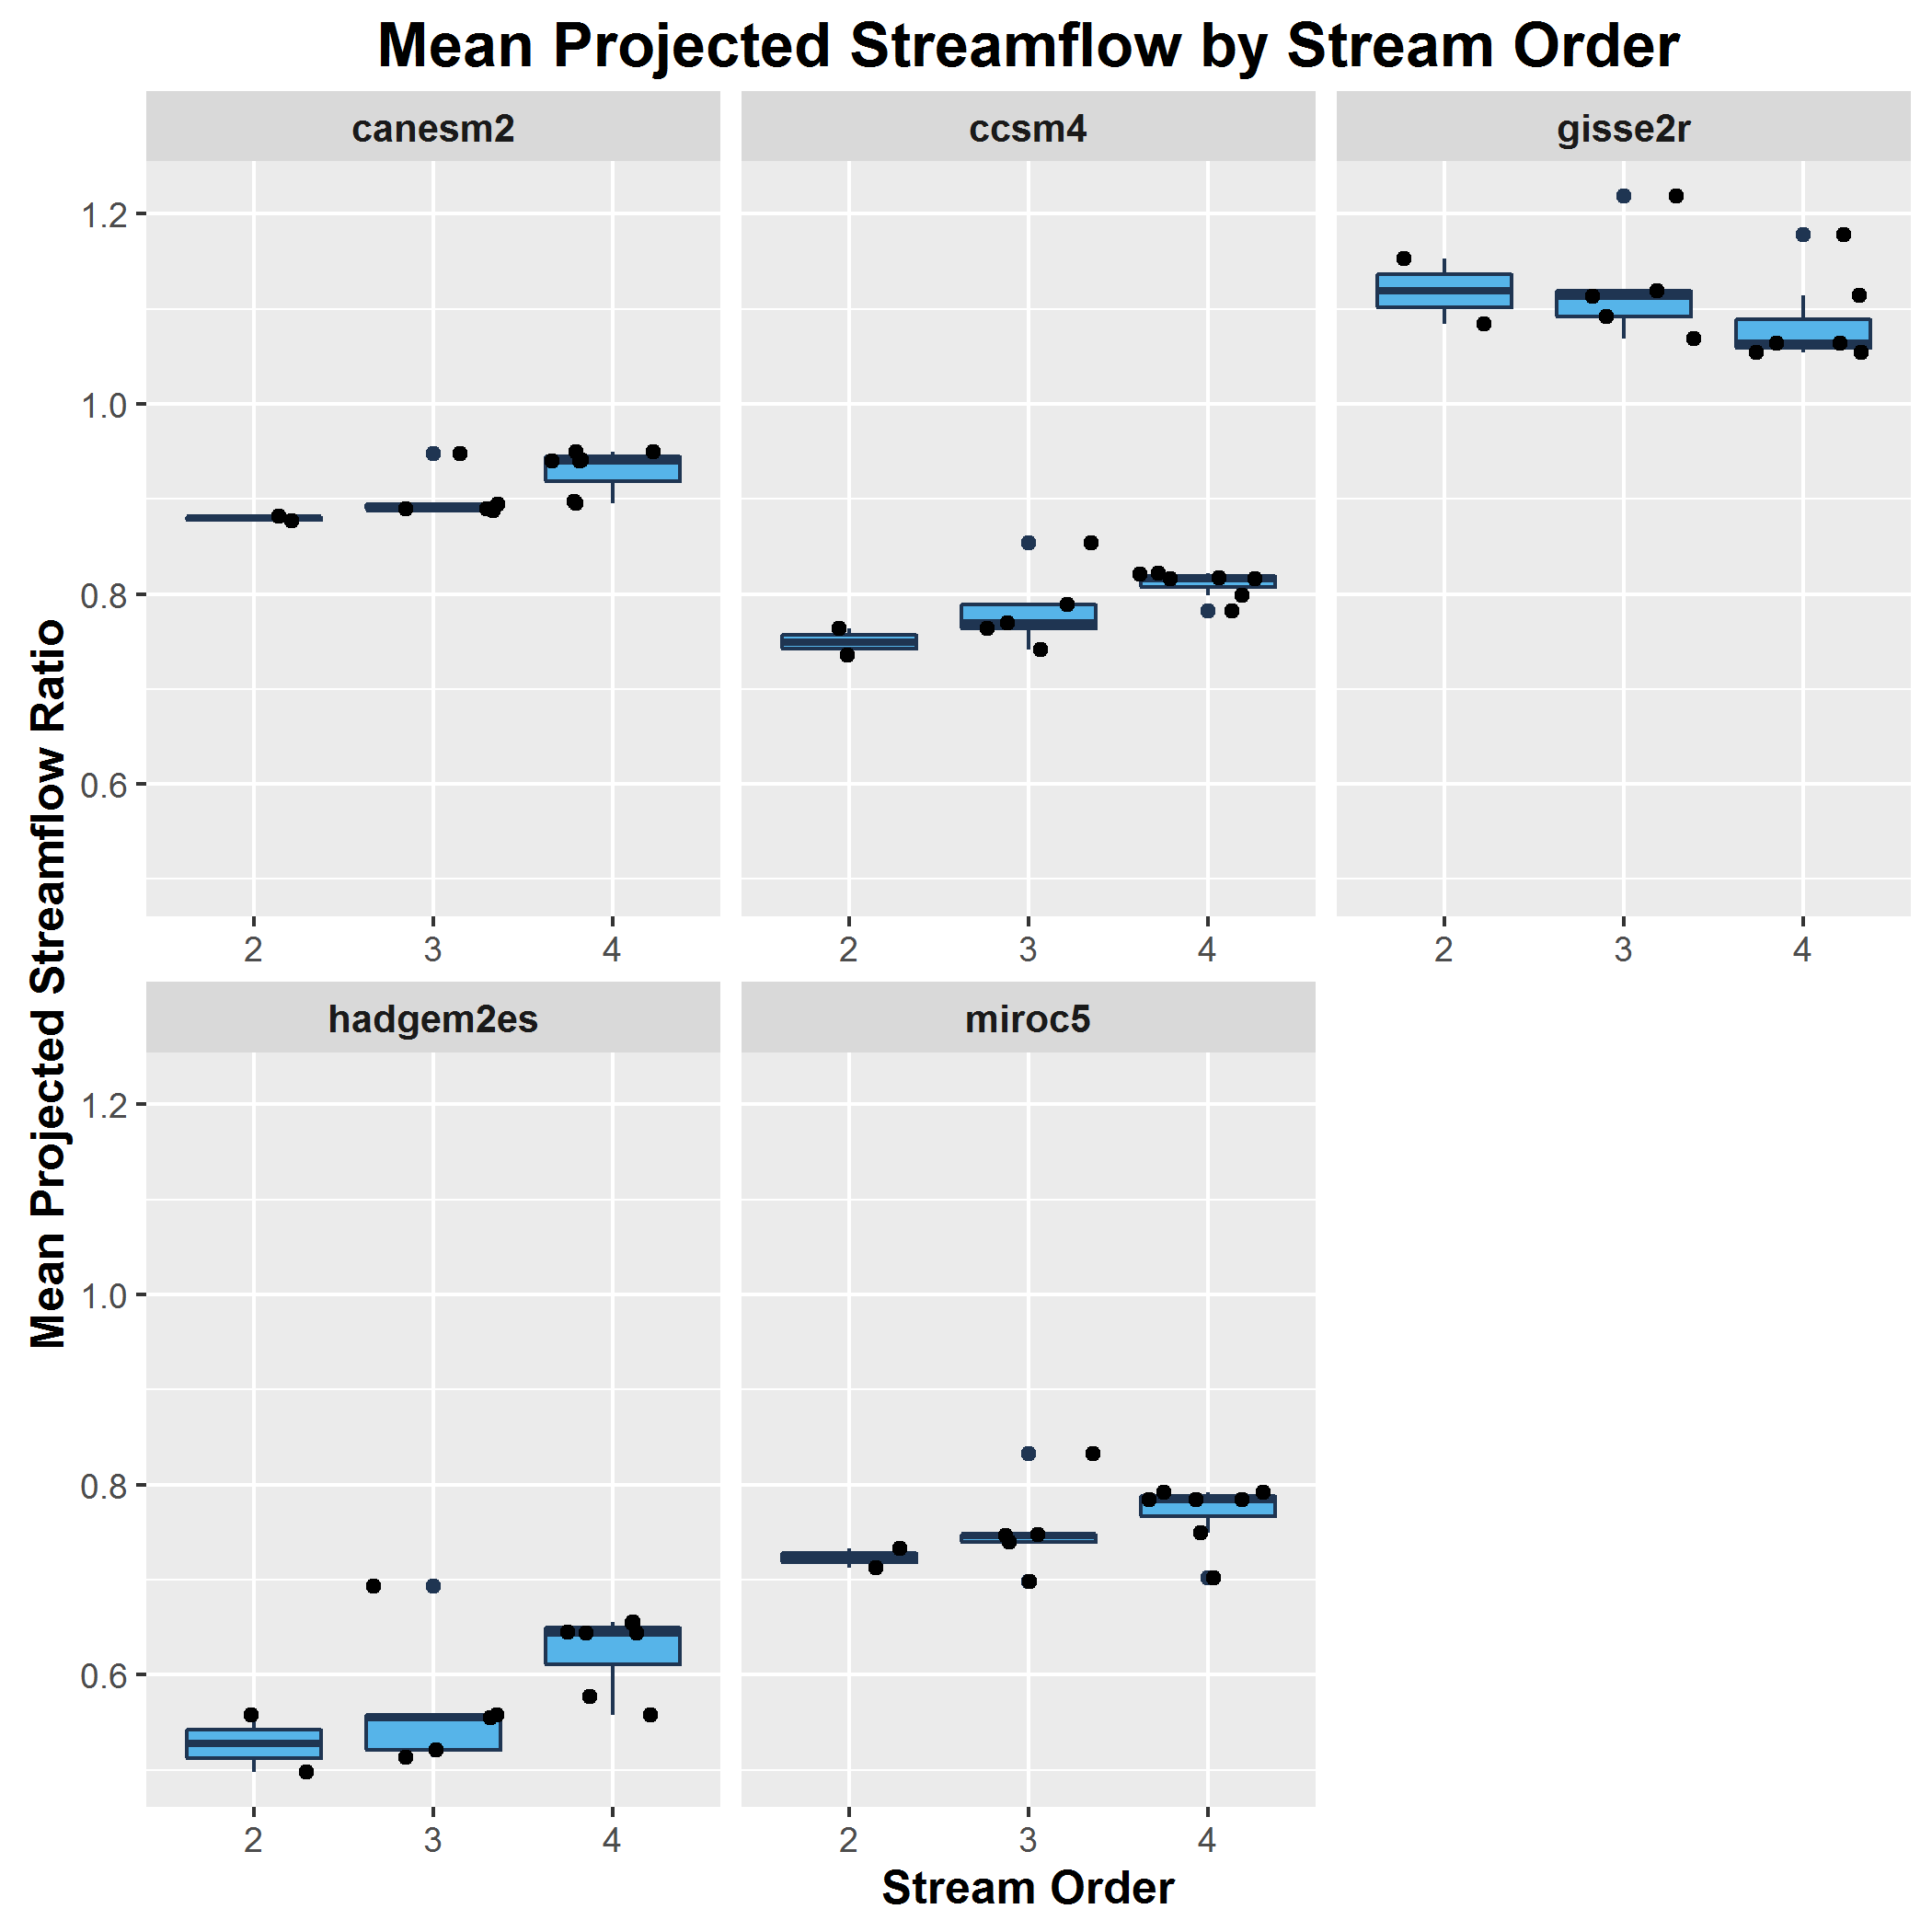 Mean Projected Streamflow by Stream Order
canesm2
ccsm4
gisse2r
1.2
1.0
0.8
0.6
2 3 4
2 3 4
2 3 4
Mean Projected Streamflow Ratio
hadgem2es
miroc5
1.2
1.0
0.8
0.6
2 3 4
2 3 4
Stream Order